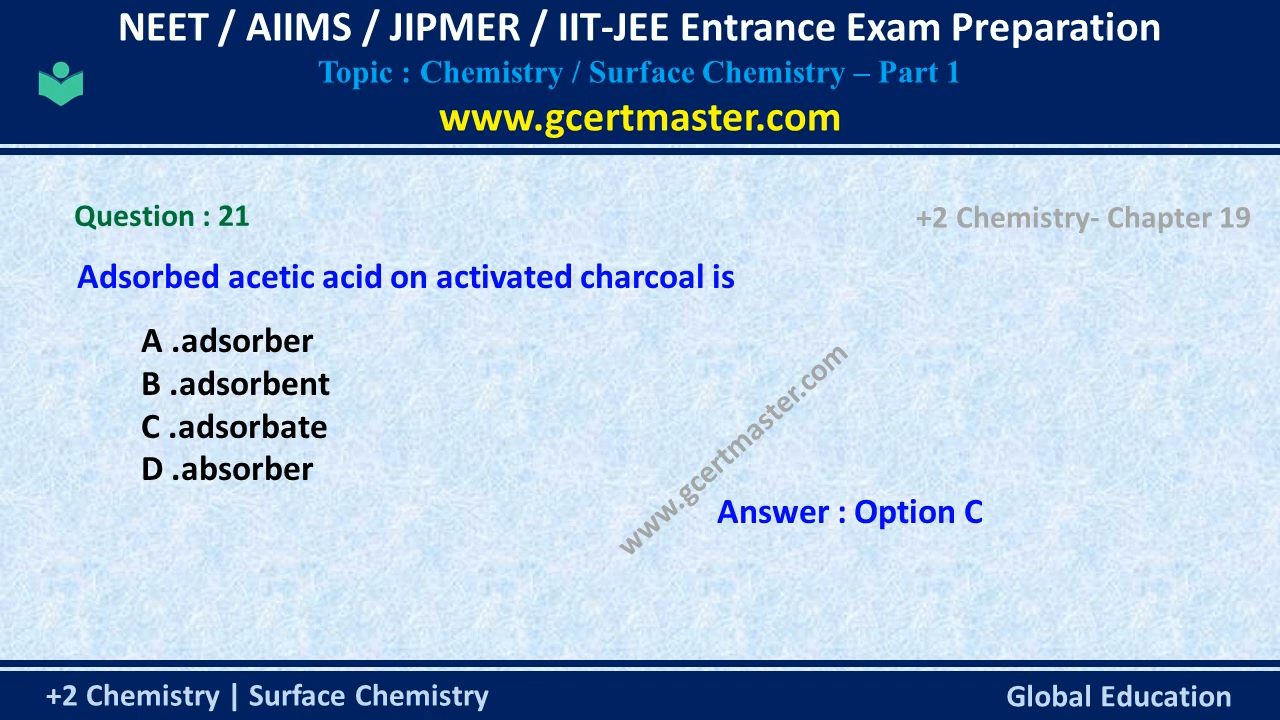 NEET / AIIMS / JIPMER / IIT-JEE Entrance Exam Preparation
Topic : Chemistry / Surface Chemistry – Part 1
www.gcertmaster.com
Question : 21
+2 Chemistry- Chapter 19
Adsorbed acetic acid on activated charcoal is
A .adsorber
B .adsorbent
C .adsorbate
D .absorber
www.gcertmaster.com
Answer : Option C
+2 Chemistry | Surface Chemistry
Global Education